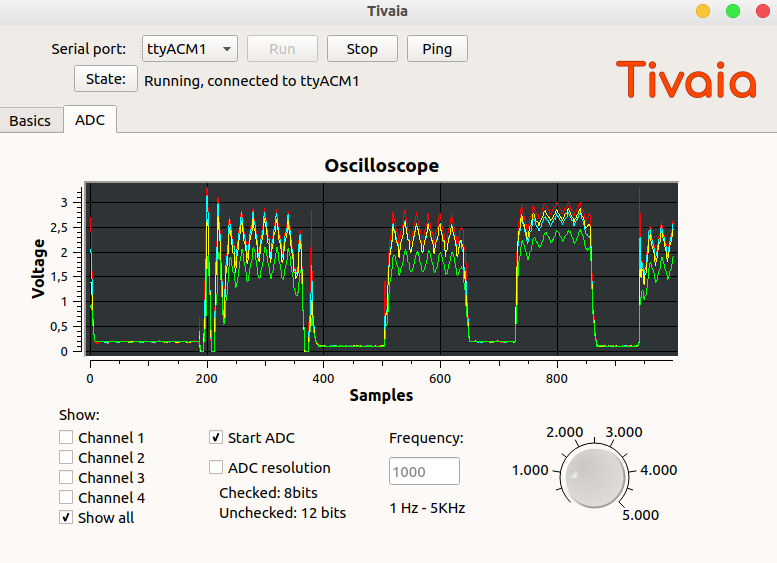 Tivaia
Serial port: ttyACM1 Run Stop Ping
State: Running, connected to ttyACM1
Tivaia
Basics ADC
Oscilloscope
Voltage
3
2,5
2
1,5
1
0,5
0
0 200 400 600 800
Samples
Show:
Channel 1
Channel 2
Channel 3
Channel 4
Show all
Start ADC
ADC resolution
Checked: 8bits
Unchecked: 12 bits
Frequency:
1000
1 Hz - 5KHz
2.000 3.000
1.000 4.000
5.000